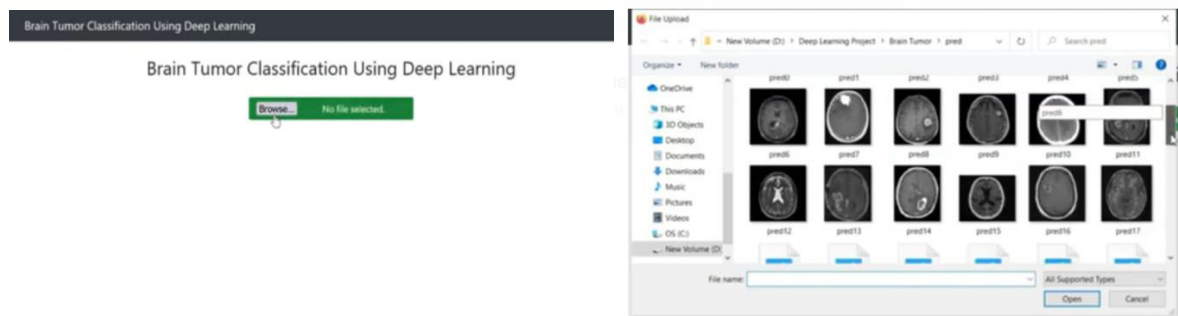 Brain Tumor Classification Using Deep Learning
Brain Tumor Classification Using Deep Learning
Browse... No file selected.
File Upload
New Volume (D:) > Deep Learning Project > Brain Tumor > pred
Search pred
Organize
New folder
OneDrive
This PC
3D Objects
Desktop
Documents
Downloads
Music
Pictures
Videos
OS (C:)
New Volume (D:
pred0 pred1 pred2 pred3 pred4 pred5
pred6
pred6 pred7 pred8 pred9 pred10 pred11
pred12 pred13 pred14 pred15 pred16 pred17
File name:
All Supported Types
Open Cancel